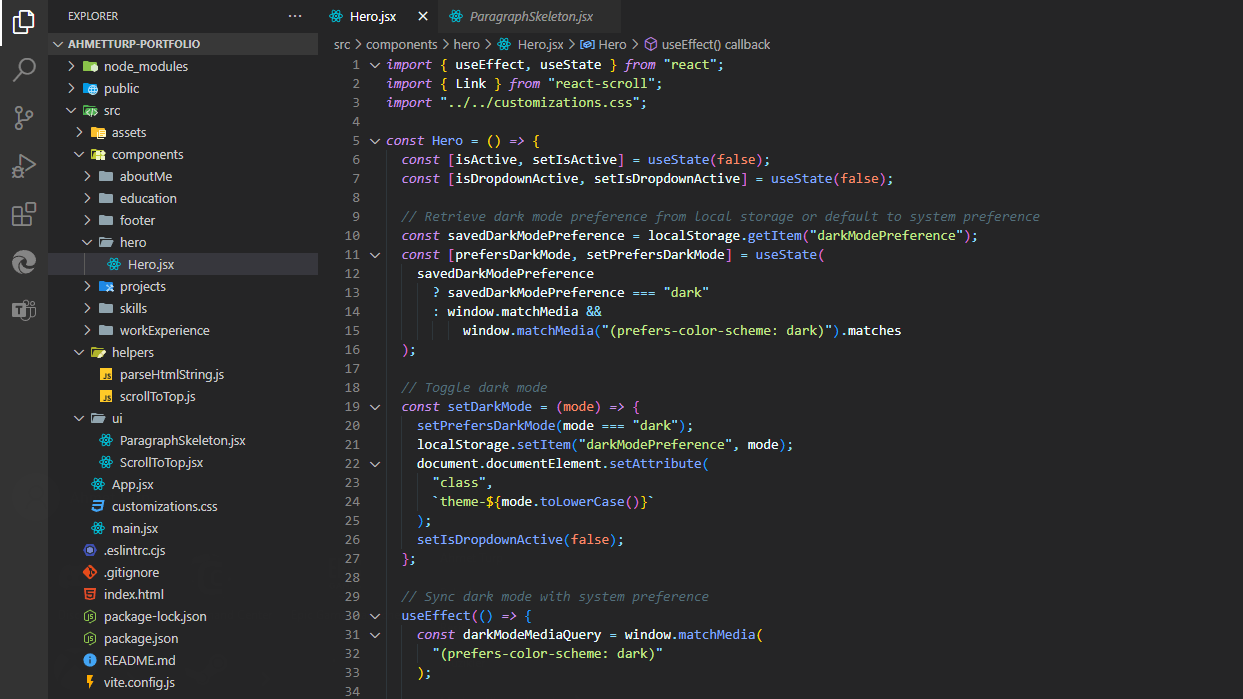 EXPLORER
AHMETTURP-PORTFOLIO
node_modules
public
src
assets
components
aboutMe
education
footer
hero
Hero.jsx
projects
skills
workExperience
helpers
parseHtmlString.js
scrollToTop.js
ui
ParagraphSkeleton.jsx
ScrollToTop.jsx
App.jsx
customizations.css
main.jsx
.eslintrc.cjs
.gitignore
index.html
package-lock.json
package.json
README.md
vite.config.js
Hero.jsx ParagraphSkeleton.jsx
src > components > hero > Hero.jsx > Hero > useEffect() callback
1 import { useEffect, useState } from "react";
2 import { Link } from "react-scroll";
3 import "../../customizations.css";
4
5 const Hero = () => {
6 const [isActive, setIsActive] = useState(false);
7 const [isDropdownActive, setIsDropdownActive] = useState(false);
8
9 // Retrieve dark mode preference from local storage or default to system preference
10 const savedDarkModePreference = localStorage.getItem("darkModePreference");
11 const [prefersDarkMode, setPrefersDarkMode] = useState(
12 savedDarkModePreference
13 ? savedDarkModePreference === "dark"
14 : window.matchMedia &&
15 window.matchMedia("(prefers-color-scheme: dark)").matches
16 );
17
18 // Toggle dark mode
19 const setDarkMode = (mode) => {
20 setPrefersDarkMode(mode === "dark");
21 localStorage.setItem("darkModePreference", mode);
22 document.documentElement.setAttribute(
23 "class",
24 `theme-${mode.toLowerCase()}`
25 );
26 setIsDropdownActive(false);
27 };
28
29 // Sync dark mode with system preference
30 useEffect(() => {
31 const darkModeMediaQuery = window.matchMedia(
32 "(prefers-color-scheme: dark)"
33 );
34